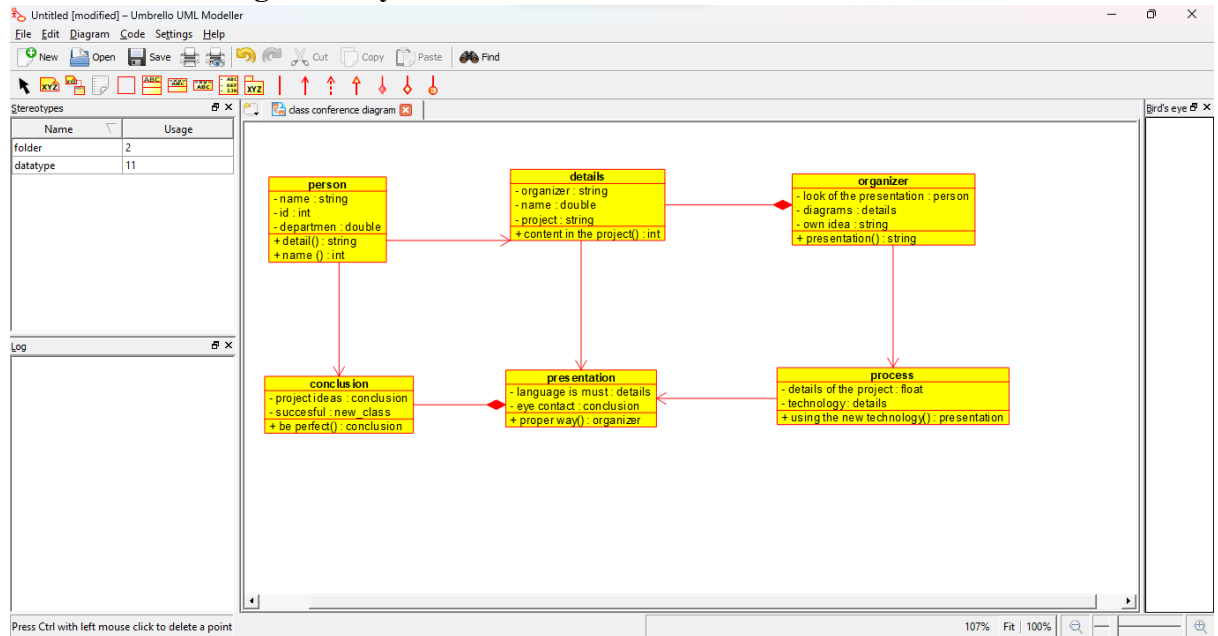 Untitled [modified] – Umbrello UML Modeller
File Edit Diagram Code Settings Help
New Open Save Cut Copy Paste Find
Stereotypes
class conference diagram
Bird's eye
Name Usage
folder 2
datatype 11
Log
person
- name : string
- id : int
- departmen : double
+ detail() : string
+ name () : int
details
- organizer : string
- name : double
- project : string
+ content in the project() : int
organizer
- look of the presentation : person
- diagrams : details
- own idea : string
+ presentation() : string
conclusion
- project ideas : conclusion
- succesful : new_class
+ be perfect() : conclusion
presentation
- language is must : details
- eye contact : conclusion
+ proper way() : organizer
process
- details of the project : float
- technology : details
+ using the new technology() : presentation
Press Ctrl with left mouse click to delete a point
107% Fit 100%